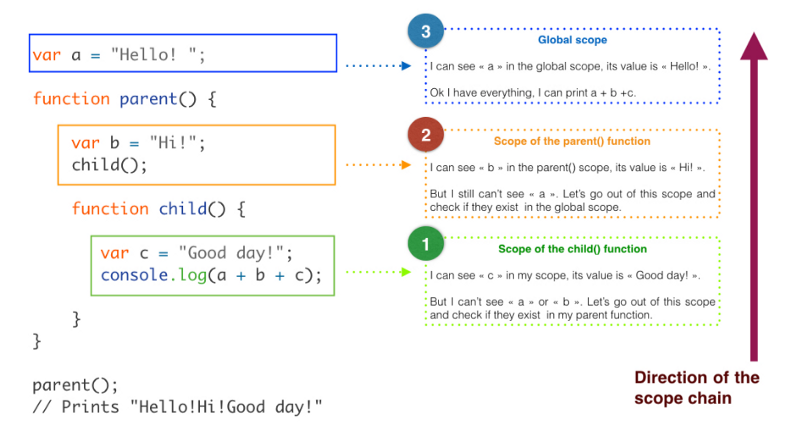 var a = "Hello! ";
function parent() {
var b = "Hi!";
child();
function child() {
var c = "Good day!";
console.log(a + b + c);
}
}
parent();
// Prints "Hello!Hi!Good day!"
3
Global scope
I can see « a » in the global scope, its value is « Hello! ».
Ok I have everything, I can print a + b +c.
2
Scope of the parent() function
I can see « b » in the parent() scope, its value is « Hi! ».
But I still can't see « a ». Let's go out of this scope and
check if they exist in the global scope.
1
Scope of the child() function
I can see « c » in my scope, its value is « Good day! ».
But I can't see « a » or « b ». Let's go out of this scope
and check if they exist in my parent function.
Direction of the
scope chain